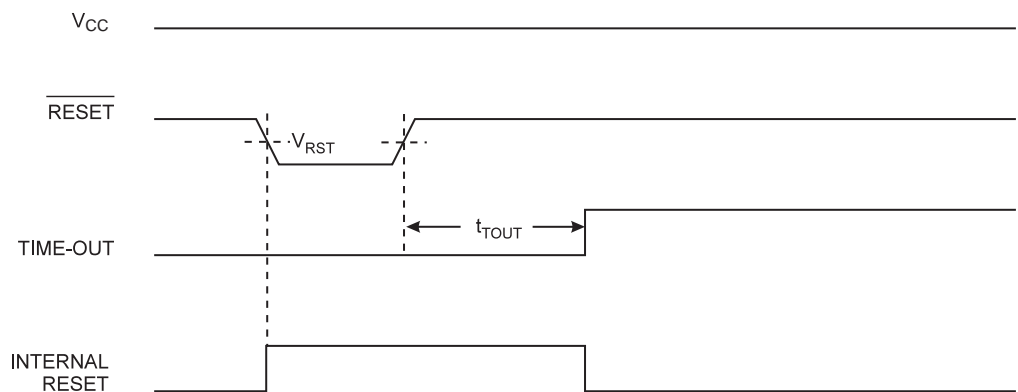 VCC
RESET
VRST
tTOUT
TIME-OUT
INTERNAL
RESET